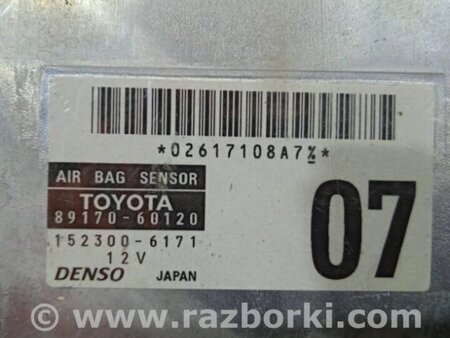 *02617108A7%*
AIR BAG SENSOR
TOYOTA
89170-60120
152300-6171
12V
DENSO JAPAN
07
© www.razborki.com